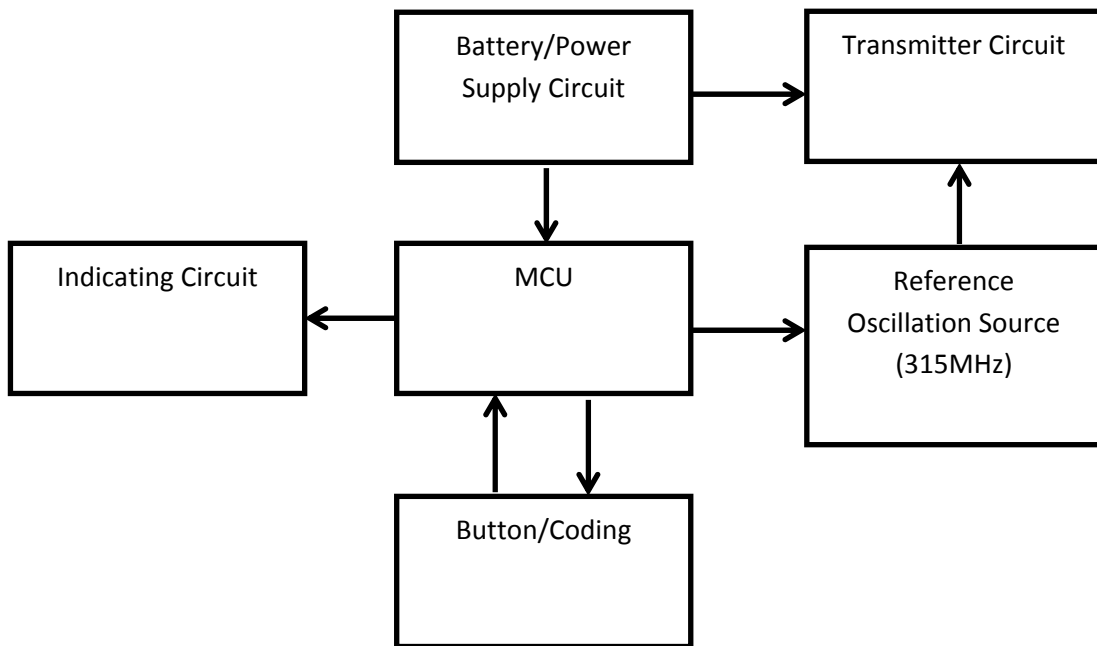 Battery/Power
Supply Circuit
Transmitter Circuit
Indicating Circuit
MCU
Reference
Oscillation Source
(315MHz)
Button/Coding